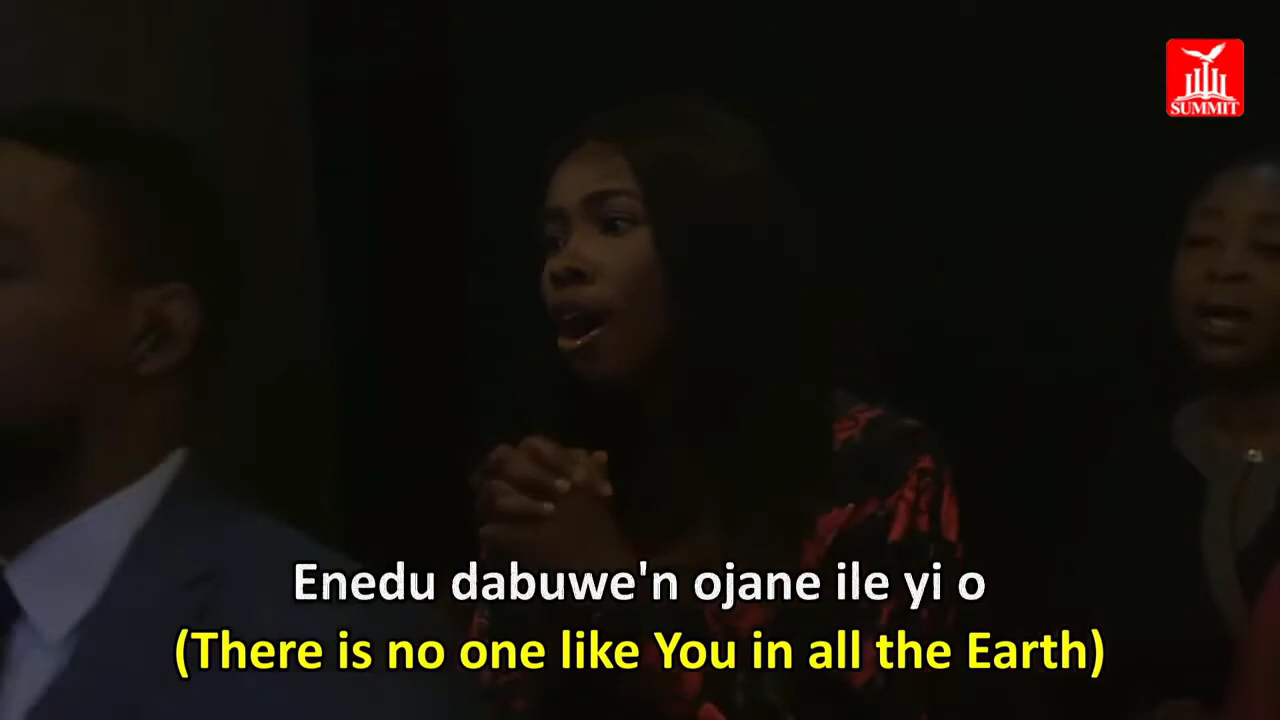 SUMMIT
Enedu dabuwe'n ojane ile yi o
(There is no one like You in all the Earth)